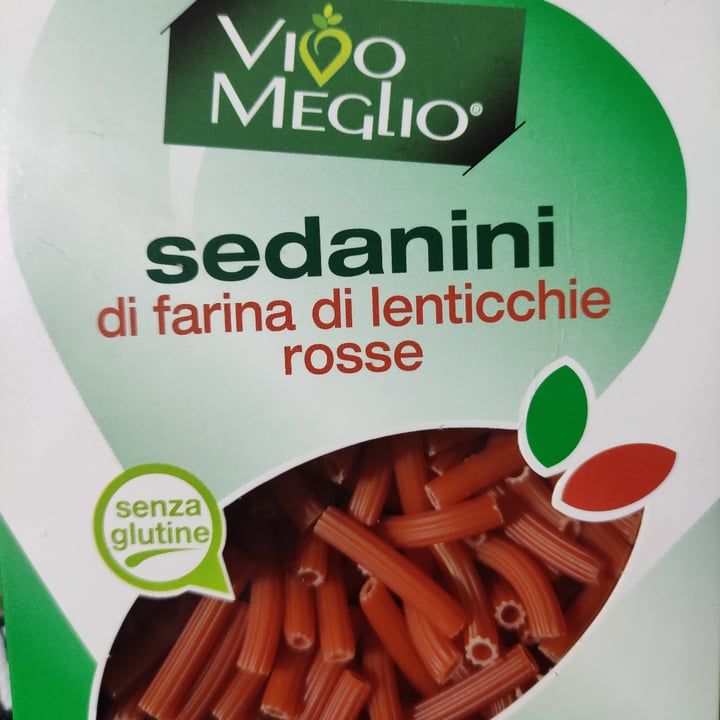 VIVO
MEGLIO®
sedanini
di farina di lenticchie
rosse
senza
glutine